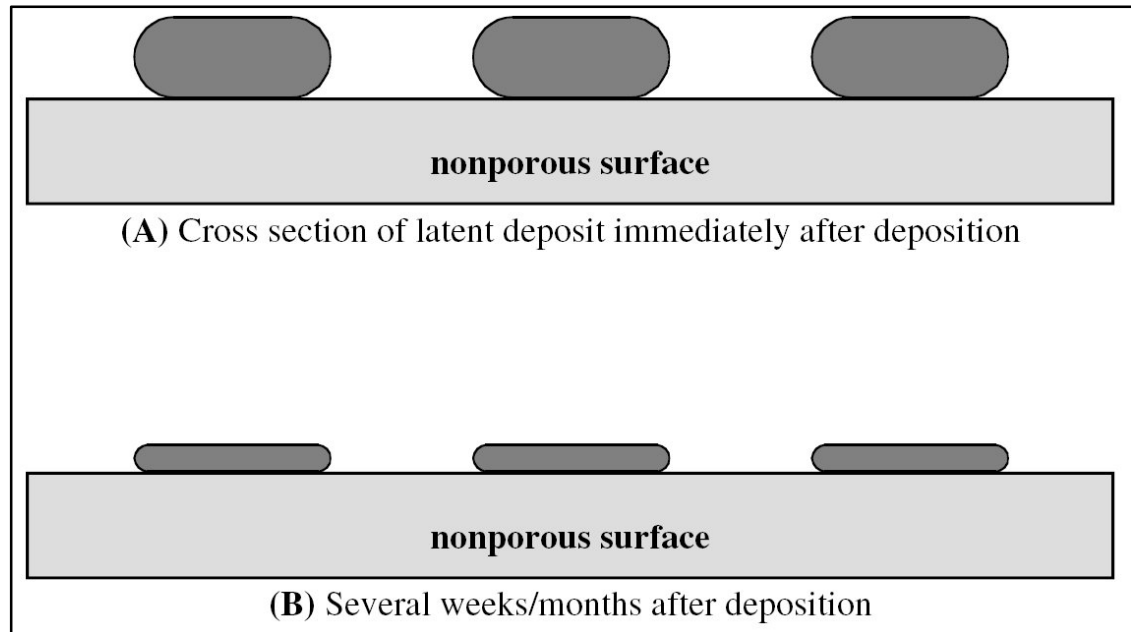 nonporous surface
(A) Cross section of latent deposit immediately after deposition
nonporous surface
(B) Several weeks/months after deposition